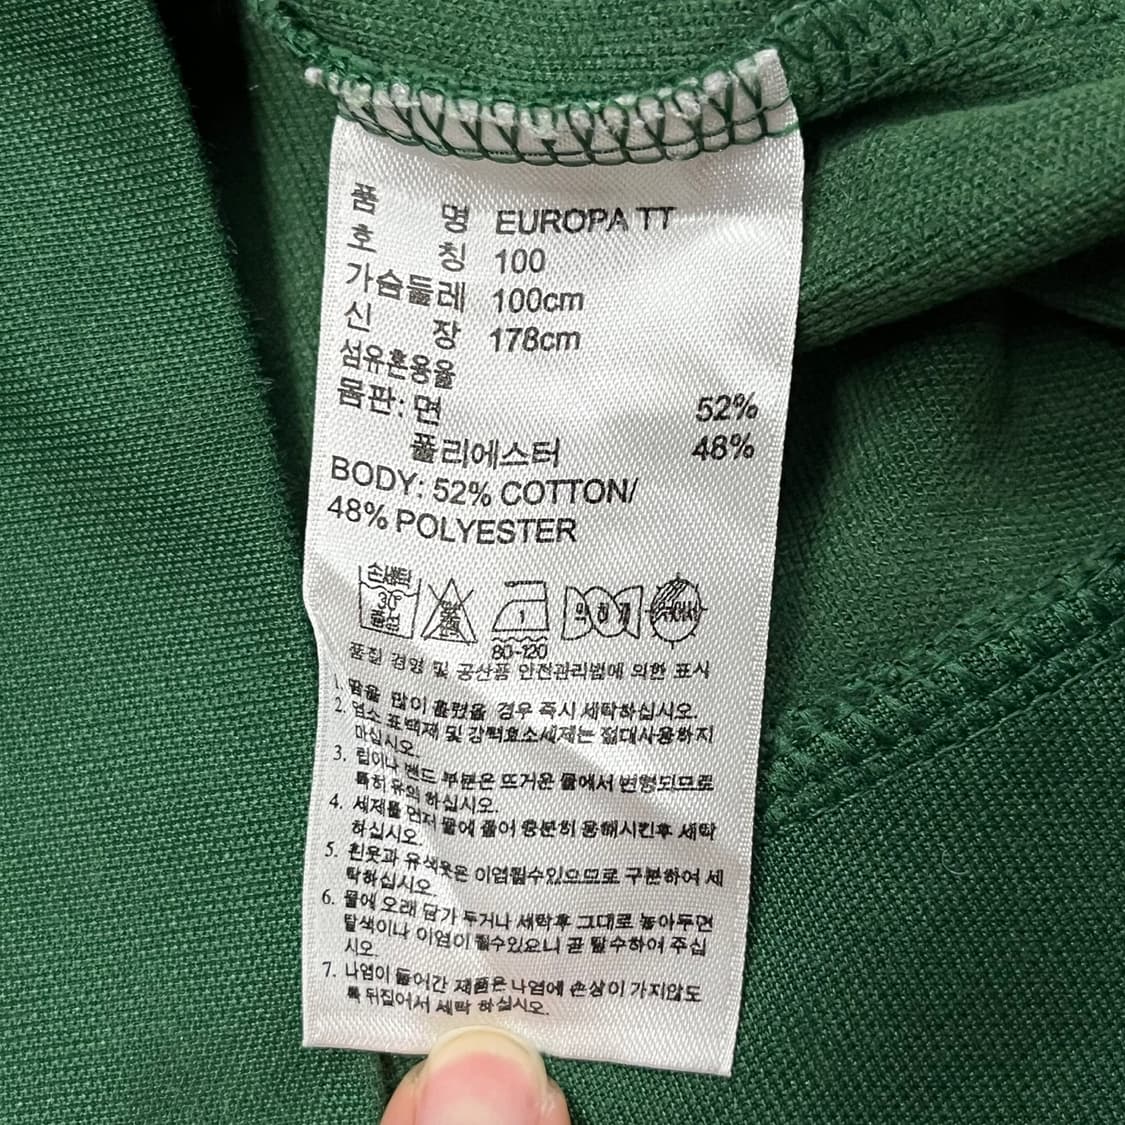 품 명 EUROPA TT
호 칭 100
가슴둘레 100cm
신 장 178cm
섬유혼용율
몸판: 면 52%
폴리에스터 48%
BODY: 52% COTTON/
48% POLYESTER
손세탁
30°
중성
1
80-120
약하게
품질 경영 및 공산품 안전관리법에 의한 표시
1. 땀을 많이 흘렸을 경우 즉시 세탁하십시오.
2. 염소 표백제 및 강력효소세제는 절대사용하지
마십시오.
3. 립이나 밴드 부분은 뜨거운 물에서 변형되므로
특히 유의 하십시오.
4. 세제를 먼저 물에 풀어 충분히 용해시킨후 세탁
하십시오.
5. 흰옷과 유색옷은 이염될수있으므로 구분하여 세
탁하십시오.
6. 물에 오래 담가 두거나 세탁후 그대로 놓아두면
탈색이나 이염이 될수있으니 곧 탈수하여 주십
시오.
7. 나염이 들어간 제품은 나염에 손상이 가지않도
록 뒤집어서 세탁 하십시오.